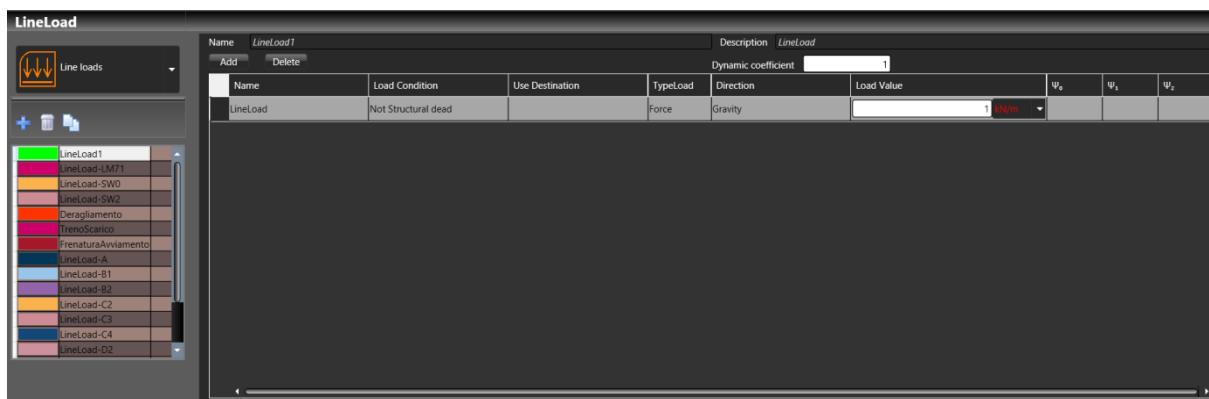 LineLoad
Line loads
Name LineLoad1 Description LineLoad
Add Delete Dynamic coefficient 1
Name Load Condition Use Destination TypeLoad Direction Load Value Ψ₀ Ψ₁ Ψ₂
LineLoad Not Structural dead Force Gravity 1 kN/m
LineLoad1
LineLoad-LM71
LineLoad-SW0
LineLoad-SW2
Deragliamento
TrenoScarico
FrenaturaAvviamento
LineLoad-A
LineLoad-B1
LineLoad-B2
LineLoad-C2
LineLoad-C3
LineLoad-C4
LineLoad-D2